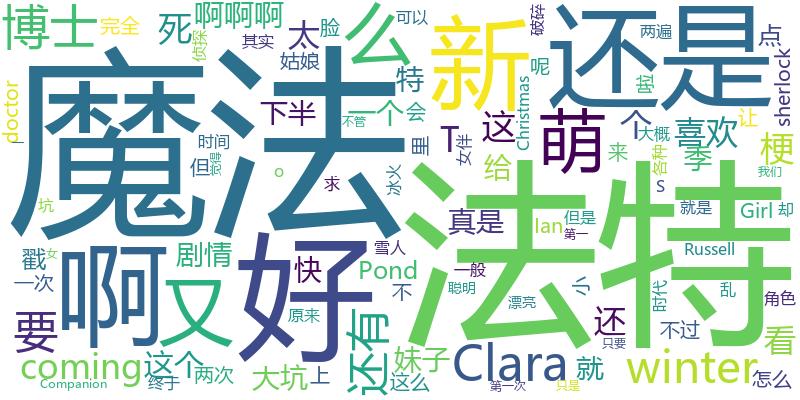 博士
完全
死
啊啊啊
侦探
其实
太
脸
姑娘
么
可以
特
新
破碎
还是
两遍
点
doctor
魔法
下半
一个
会
呢
Christmas
啦
让
sherlock
时间
但
觉得
不管
T
里
女伴
这
给
萌
个
大概
来
各种
喜欢
季
梗
我们
一
坑
求
冰火
真是
Ian
但是
第一
s
就是
Girl
却
法特
啊
又
好
戳
一次
女
剧情
快
雪人
Pond
不
一般
聪明
漂亮
小
时代
Russell
乱
角色
要
原来
还有
还
只要
不过
看
coming
这个
终于
两次
大坑
上
这么
妹子
Clara
就
winter
怎么
Companion
第一次
只是